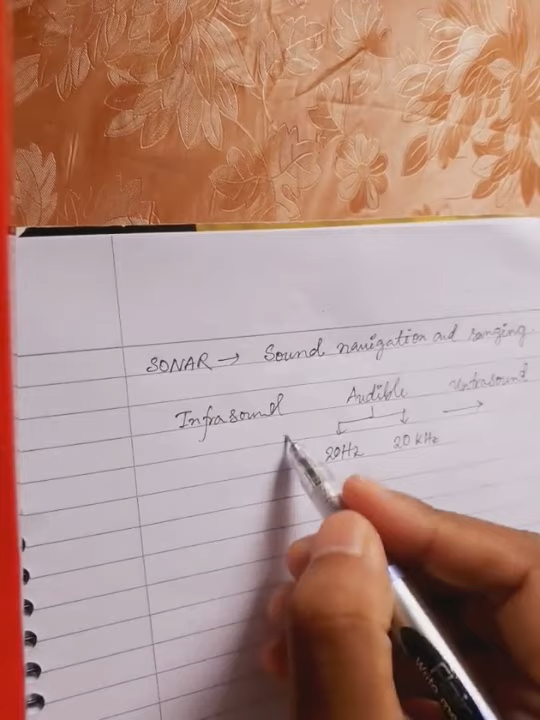 SONAR → Sound navigation and ranging.
Infrasound Audible Ultrasound
20Hz 20 KHz